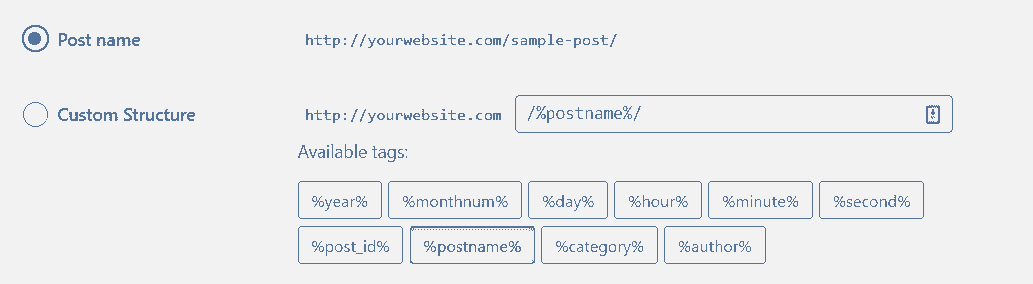 Post name http://yourwebsite.com/sample-post/
Custom Structure http://yourwebsite.com /%postname%/
Available tags:
%year% %monthnum% %day% %hour% %minute% %second%
%post_id% %postname% %category% %author%